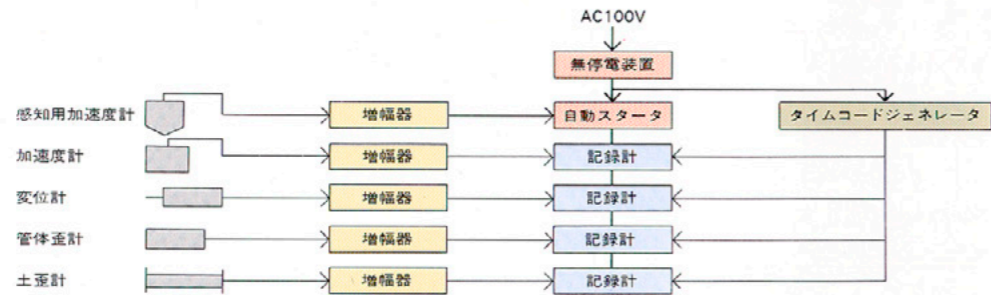 AC100V
無停電装置
感知用加速度計 増幅器 自動スタータ タイムコードジェネレータ
加速度計 増幅器 記録計
変位計 増幅器 記録計
管体歪計 増幅器 記録計
土歪計 増幅器 記録計